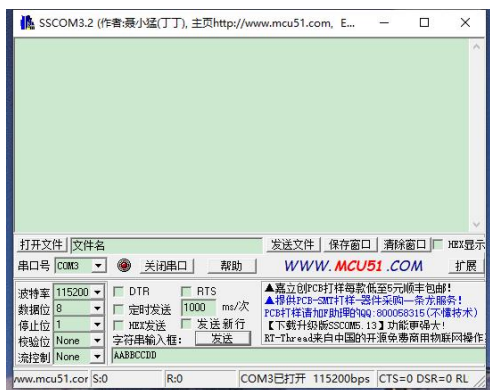 SSCOM3.2 (作者:聂小猛(丁丁), 主页http://www.mcu51.com, E...
打开文件 文件名 发送文件 保存窗口 清除窗口 HEX显示
串口号 COM3 关闭串口 帮助 WWW.MCU51.COM 扩展
波特率 115200 DTR RTS
数据位 8 定时发送 1000 ms/次
停止位 1 HEX发送 发送新行
校验位 None 字符串输入框: 发送
流控制 None AABBCCDD
▲嘉立创PCB打样每款低至5元顺丰包邮!
▲提供PCB-SMT打样-器件采购一条龙服务!
PCB打样请加PCB助理的QQ:800058315(不懂技术)
【下载升级版SSCOM5.13】功能更强大!
RT-Thread来自中国的开源免费商用物联网操作
www.mcu51.cor S:0 R:0 COM3已打开 115200bps CTS=0 DSR=0 RL